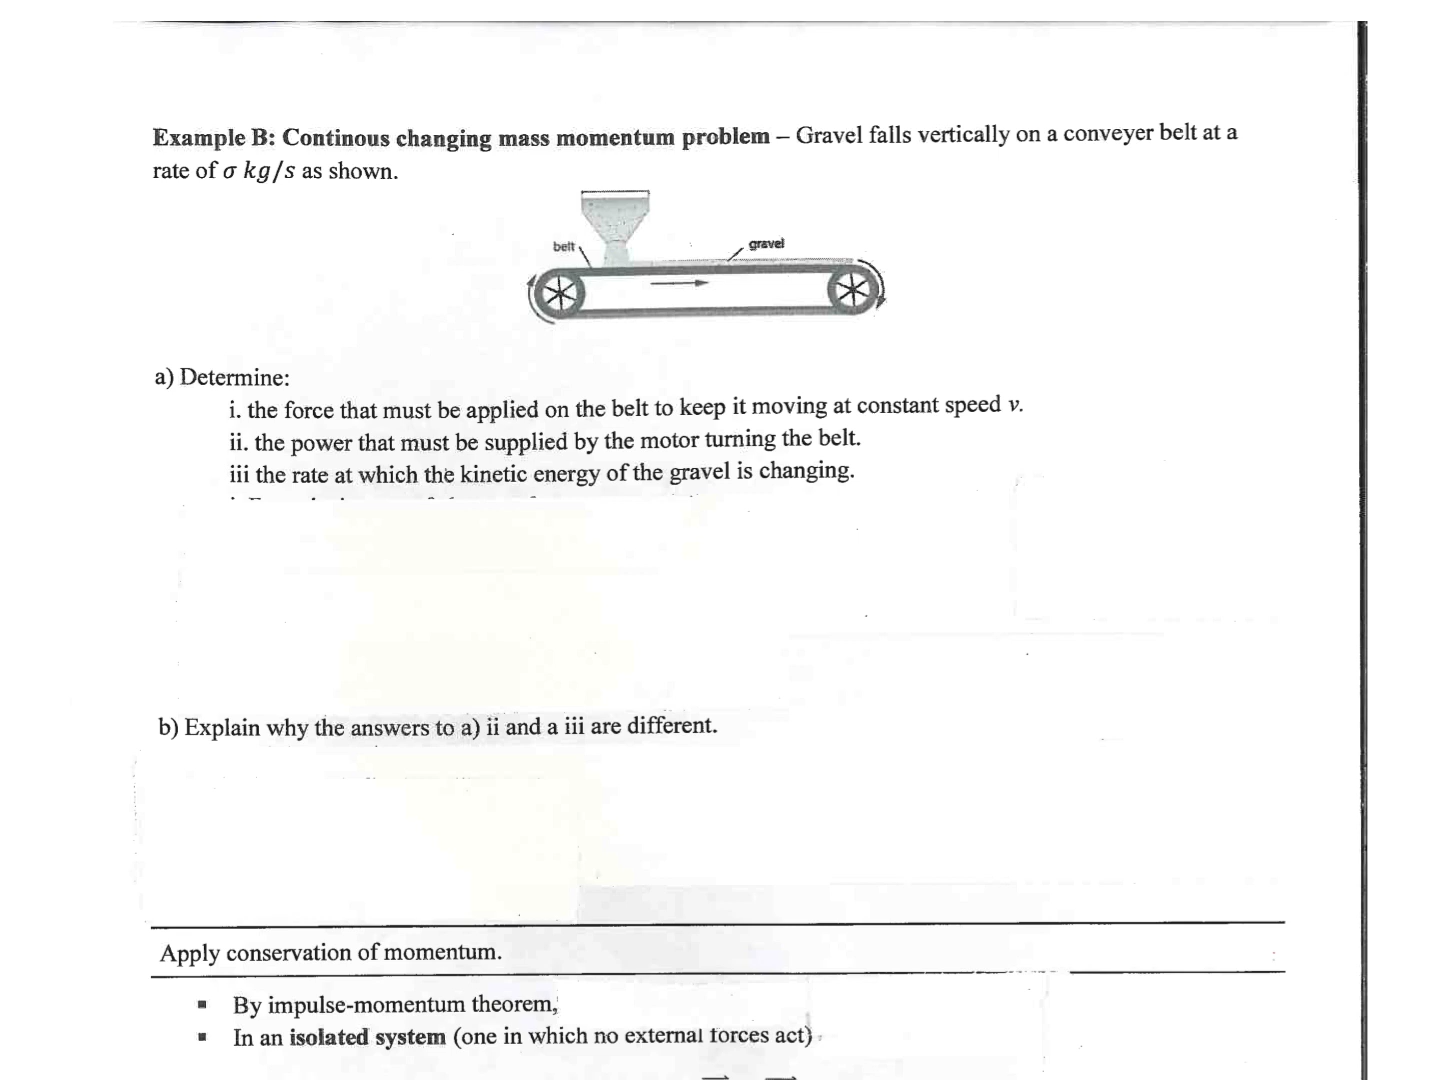 Example B: Continous changing mass momentum problem – Gravel falls vertically on a conveyer belt at a
rate of σ kg/s as shown.
belt
gravel
a) Determine:
i. the force that must be applied on the belt to keep it moving at constant speed v.
ii. the power that must be supplied by the motor turning the belt.
iii the rate at which the kinetic energy of the gravel is changing.
b) Explain why the answers to a) ii and a iii are different.
Apply conservation of momentum.
▪ By impulse-momentum theorem,
▪ In an isolated system (one in which no external forces act)